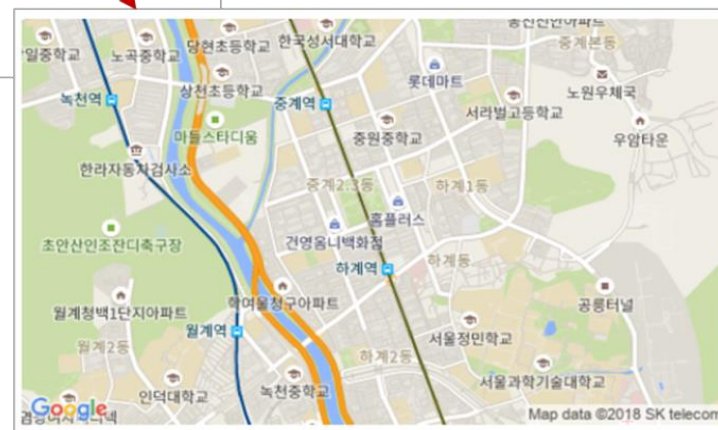 일중학교
노곡중학교
당현초등학교
한국성서대학교
중계본동
녹천역
상천초등학교
중계역
롯데마트
노원우체국
마들스타디움
중원중학교
서라벌고등학교
우암타운
한라자동차검사소
중계2.3동
하계1동
홈플러스
초안산인조잔디축구장
건영옴니백화점
하계역
하계동
월계청백1단지아파트
학여울청구아파트
공릉터널
월계2동
월계역
서울정민학교
하계2동
인덕대학교
녹천중학교
서울과학기술대학교
Google
Map data ©2018 SK telecom